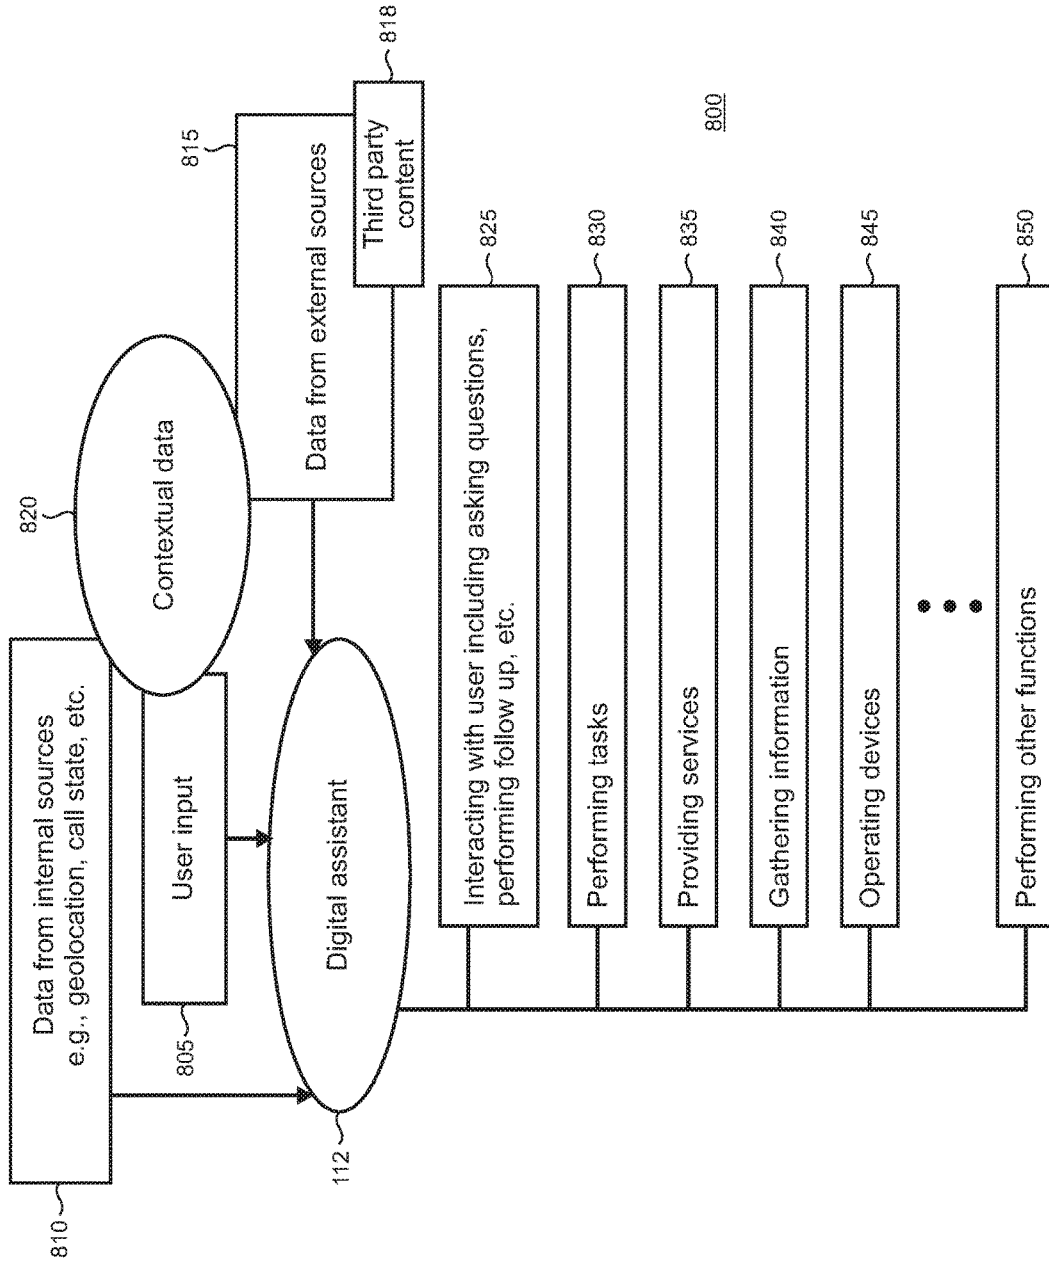 810
Data from internal sources
e.g., geolocation, call state, etc.
820
Contextual data
805
User input
815
Data from external sources
818
Third party
content
112
Digital assistant
Interacting with user including asking questions,
performing follow up, etc.
825
Performing tasks
830
Providing services
835
Gathering information
840
Operating devices
845
Performing other functions
850
800